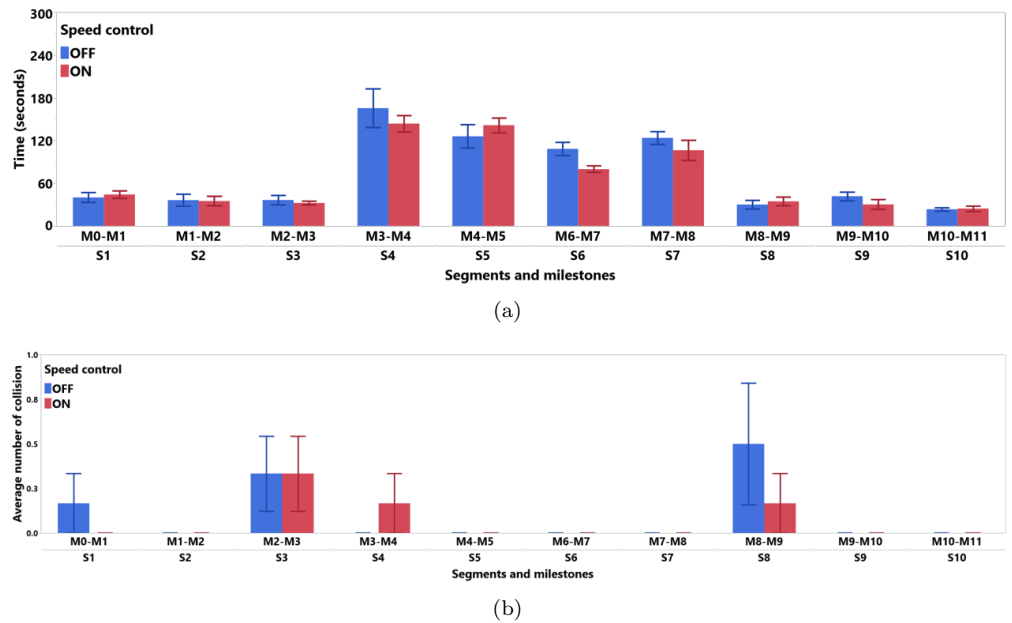 300
240
180
120
60
0
Time (seconds)
Speed control
OFF
ON
M0-M1 M1-M2 M2-M3 M3-M4 M4-M5 M6-M7 M7-M8 M8-M9 M9-M10 M10-M11
S1 S2 S3 S4 S5 S6 S7 S8 S9 S10
Segments and milestones
(a)
1.0
0.8
0.5
0.3
0.0
Average number of collision
Speed control
OFF
ON
M0-M1 M1-M2 M2-M3 M3-M4 M4-M5 M6-M7 M7-M8 M8-M9 M9-M10 M10-M11
S1 S2 S3 S4 S5 S6 S7 S8 S9 S10
Segments and milestones
(b)